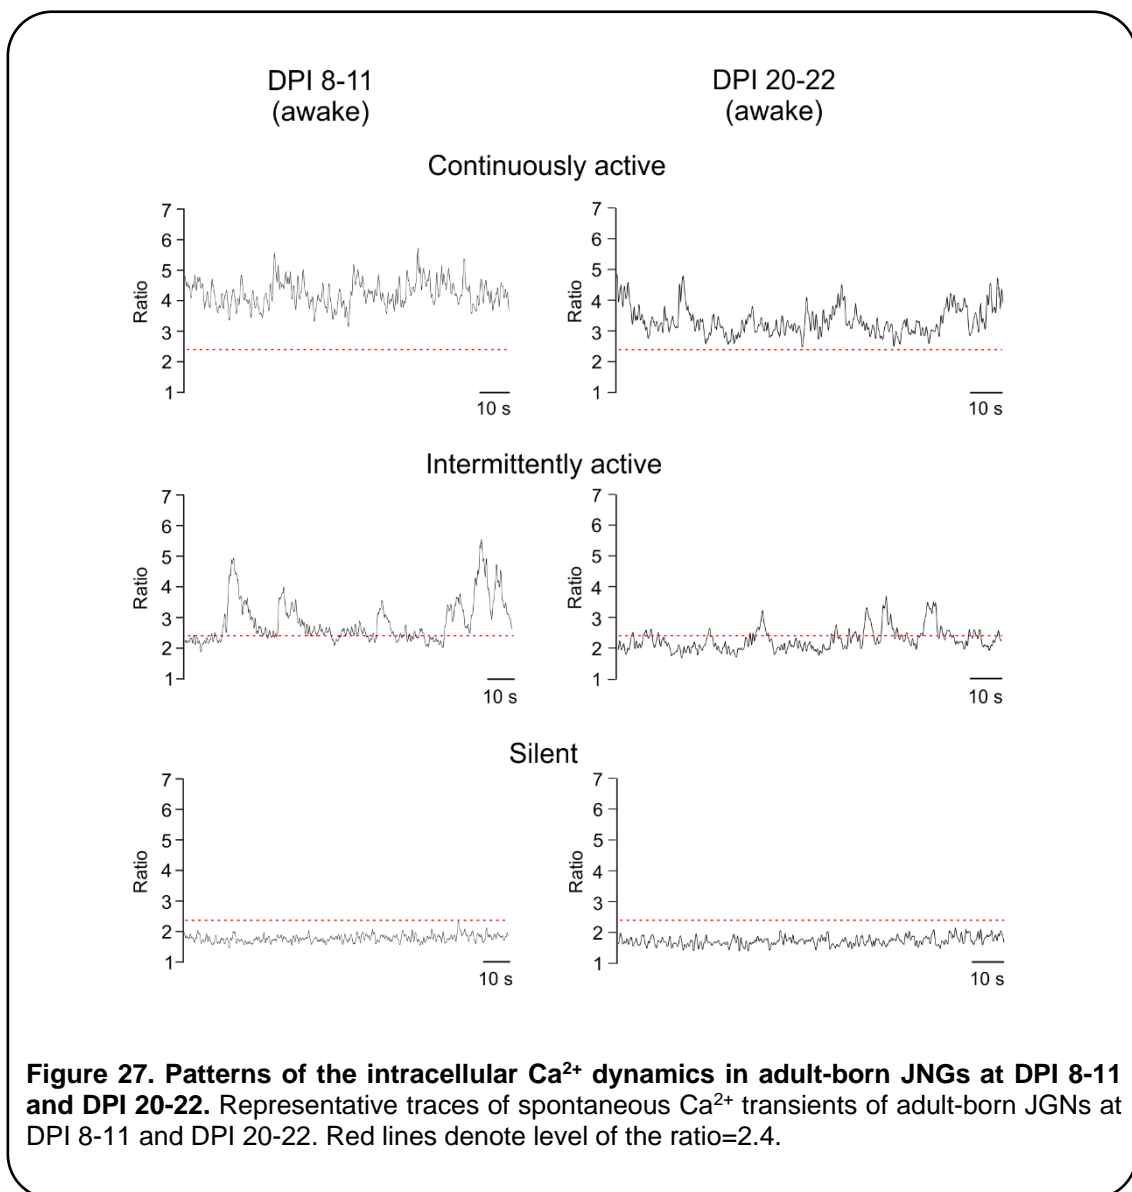 DPI 8-11
(awake)
DPI 20-22
(awake)
Continuously active
7
6
5
4
3
2
1
Ratio
10 s
7
6
5
4
3
2
1
Ratio
10 s
Intermittently active
7
6
5
4
3
2
1
Ratio
10 s
7
6
5
4
3
2
1
Ratio
10 s
Silent
7
6
5
4
3
2
1
Ratio
10 s
7
6
5
4
3
2
1
Ratio
10 s
Figure 27. Patterns of the intracellular Ca²⁺ dynamics in adult-born JNGs at DPI 8-11
and DPI 20-22. Representative traces of spontaneous Ca²⁺ transients of adult-born JGNs at
DPI 8-11 and DPI 20-22. Red lines denote level of the ratio=2.4.